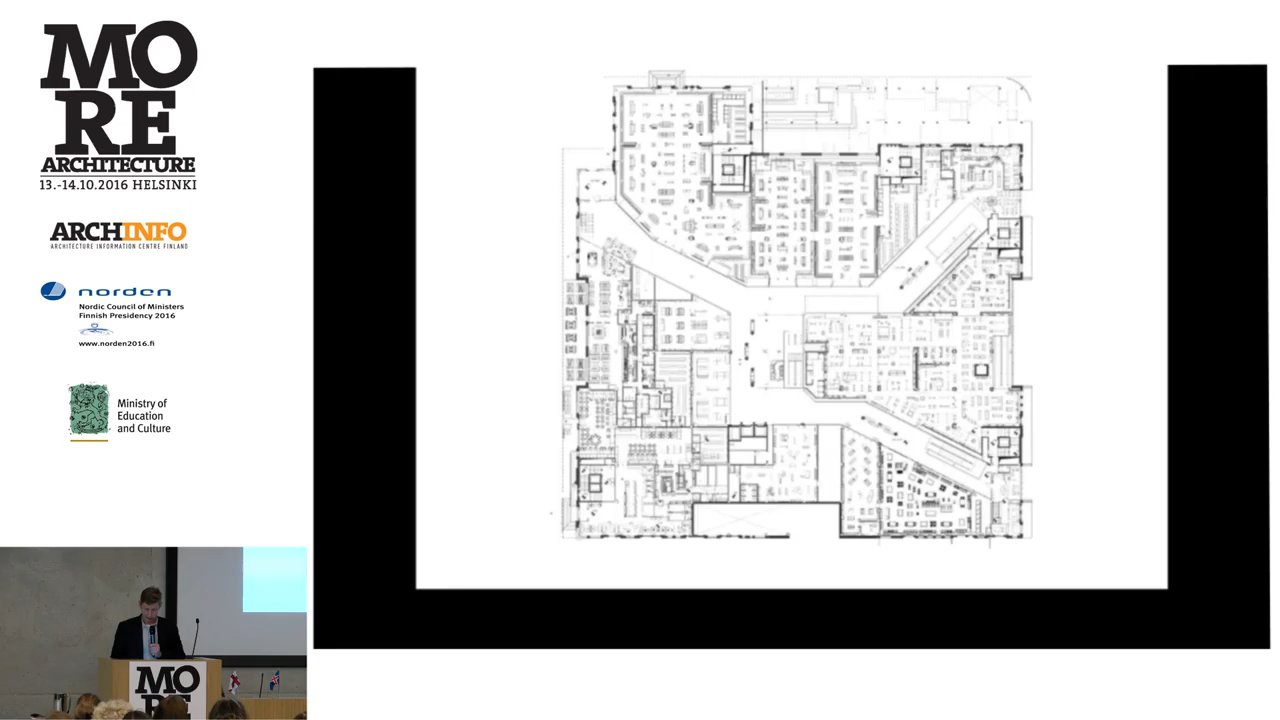 MO
RE
ARCHITECTURE
13.-14.10.2016 HELSINKI
ARCHINFO
ARCHITECTURE INFORMATION CENTRE FINLAND
norden
Nordic Council of Ministers
Finnish Presidency 2016
www.norden2016.fi
Ministry of
Education
and Culture
MO
RE